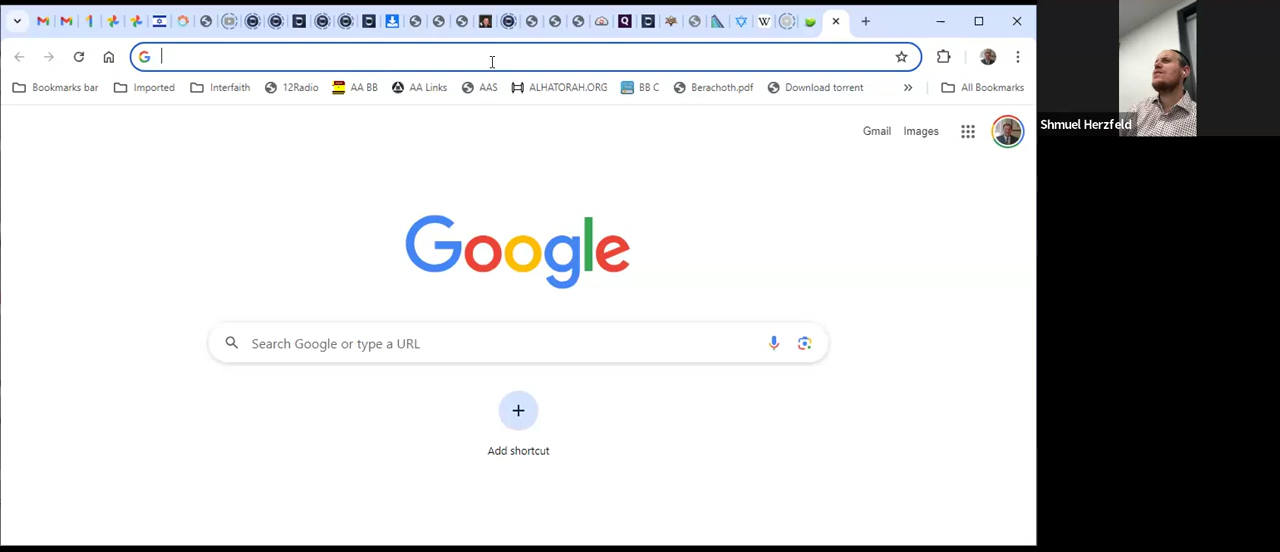 Bookmarks bar Imported Interfaith 12Radio AA BB AA Links AAS ALHATORAH.ORG BB C Berachoth.pdf Download torrent » All Bookmarks
Gmail Images
Shmuel Herzfeld
Google
Search Google or type a URL
Add shortcut